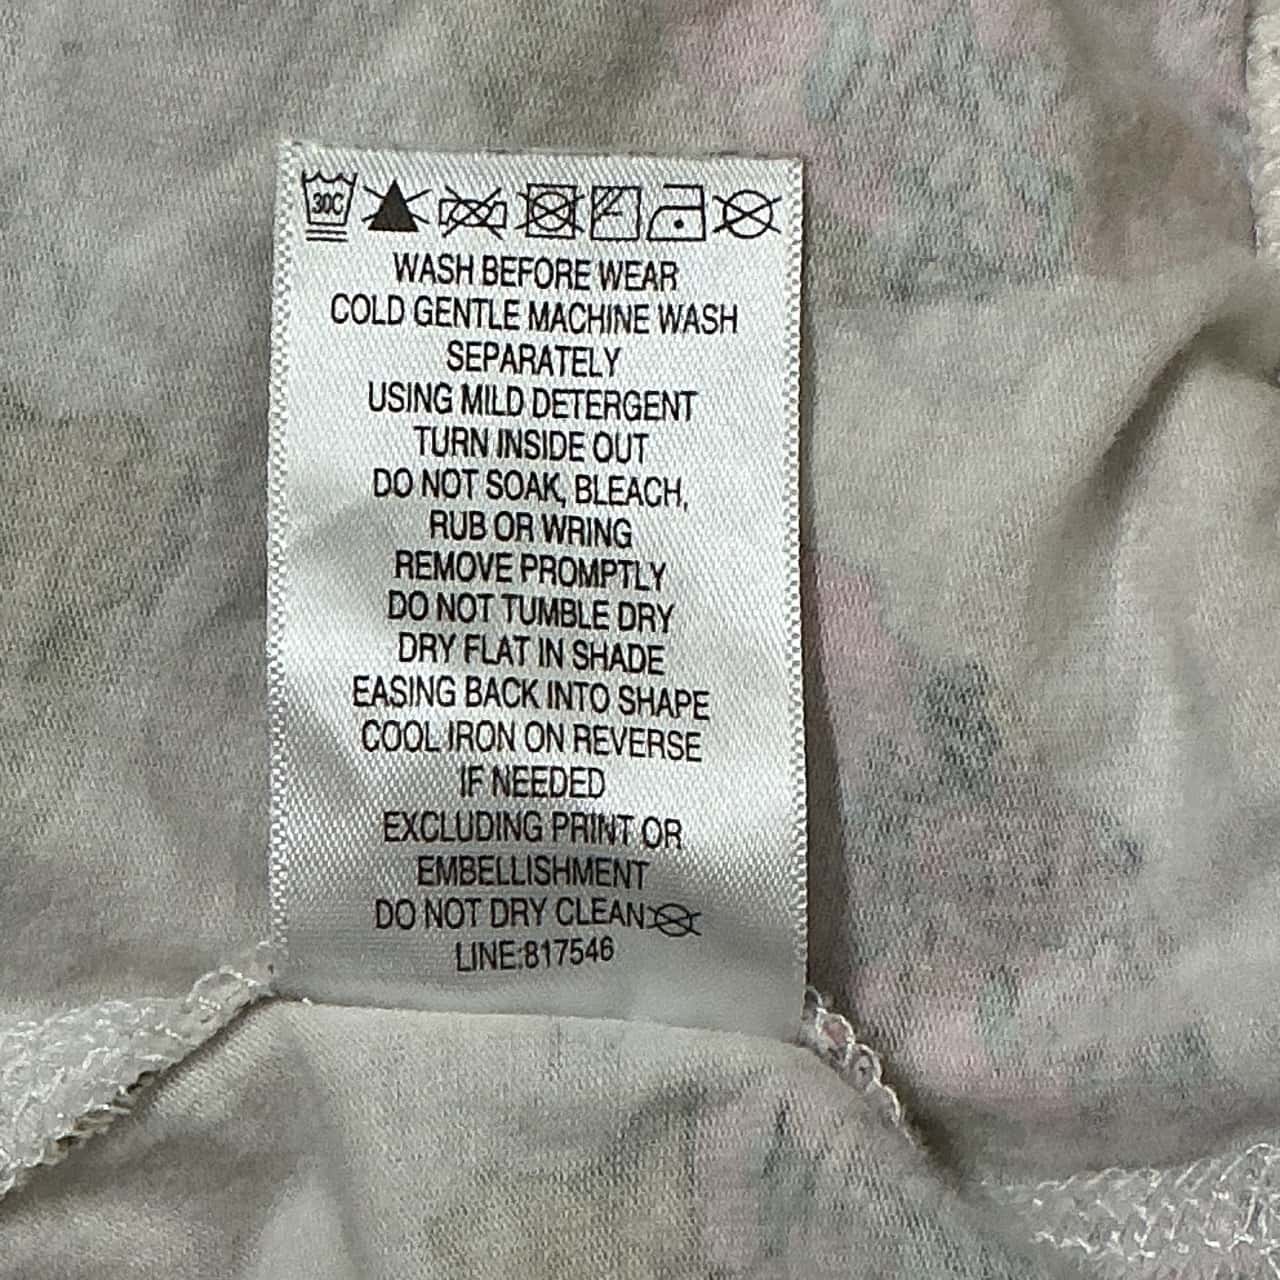 30C
WASH BEFORE WEAR
COLD GENTLE MACHINE WASH
SEPARATELY
USING MILD DETERGENT
TURN INSIDE OUT
DO NOT SOAK, BLEACH,
RUB OR WRING
REMOVE PROMPTLY
DO NOT TUMBLE DRY
DRY FLAT IN SHADE
EASING BACK INTO SHAPE
COOL IRON ON REVERSE
IF NEEDED
EXCLUDING PRINT OR
EMBELLISHMENT
DO NOT DRY CLEAN
LINE:817546